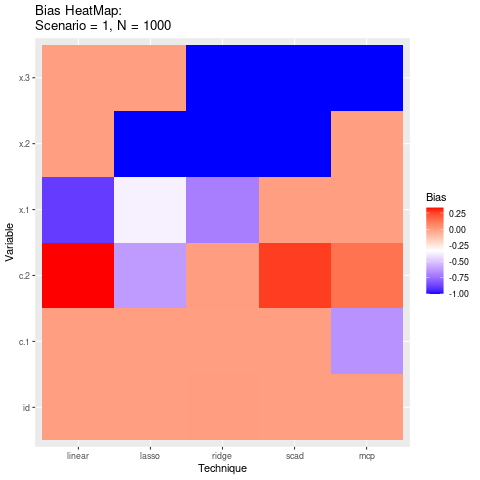 Bias HeatMap:
Scenario = 1, N = 1000
Variable
x.3
x.2
x.1
c.2
c.1
id
linear
lasso
ridge
scad
mcp
Technique
Bias
0.25
0.00
-0.25
-0.50
-0.75
-1.00